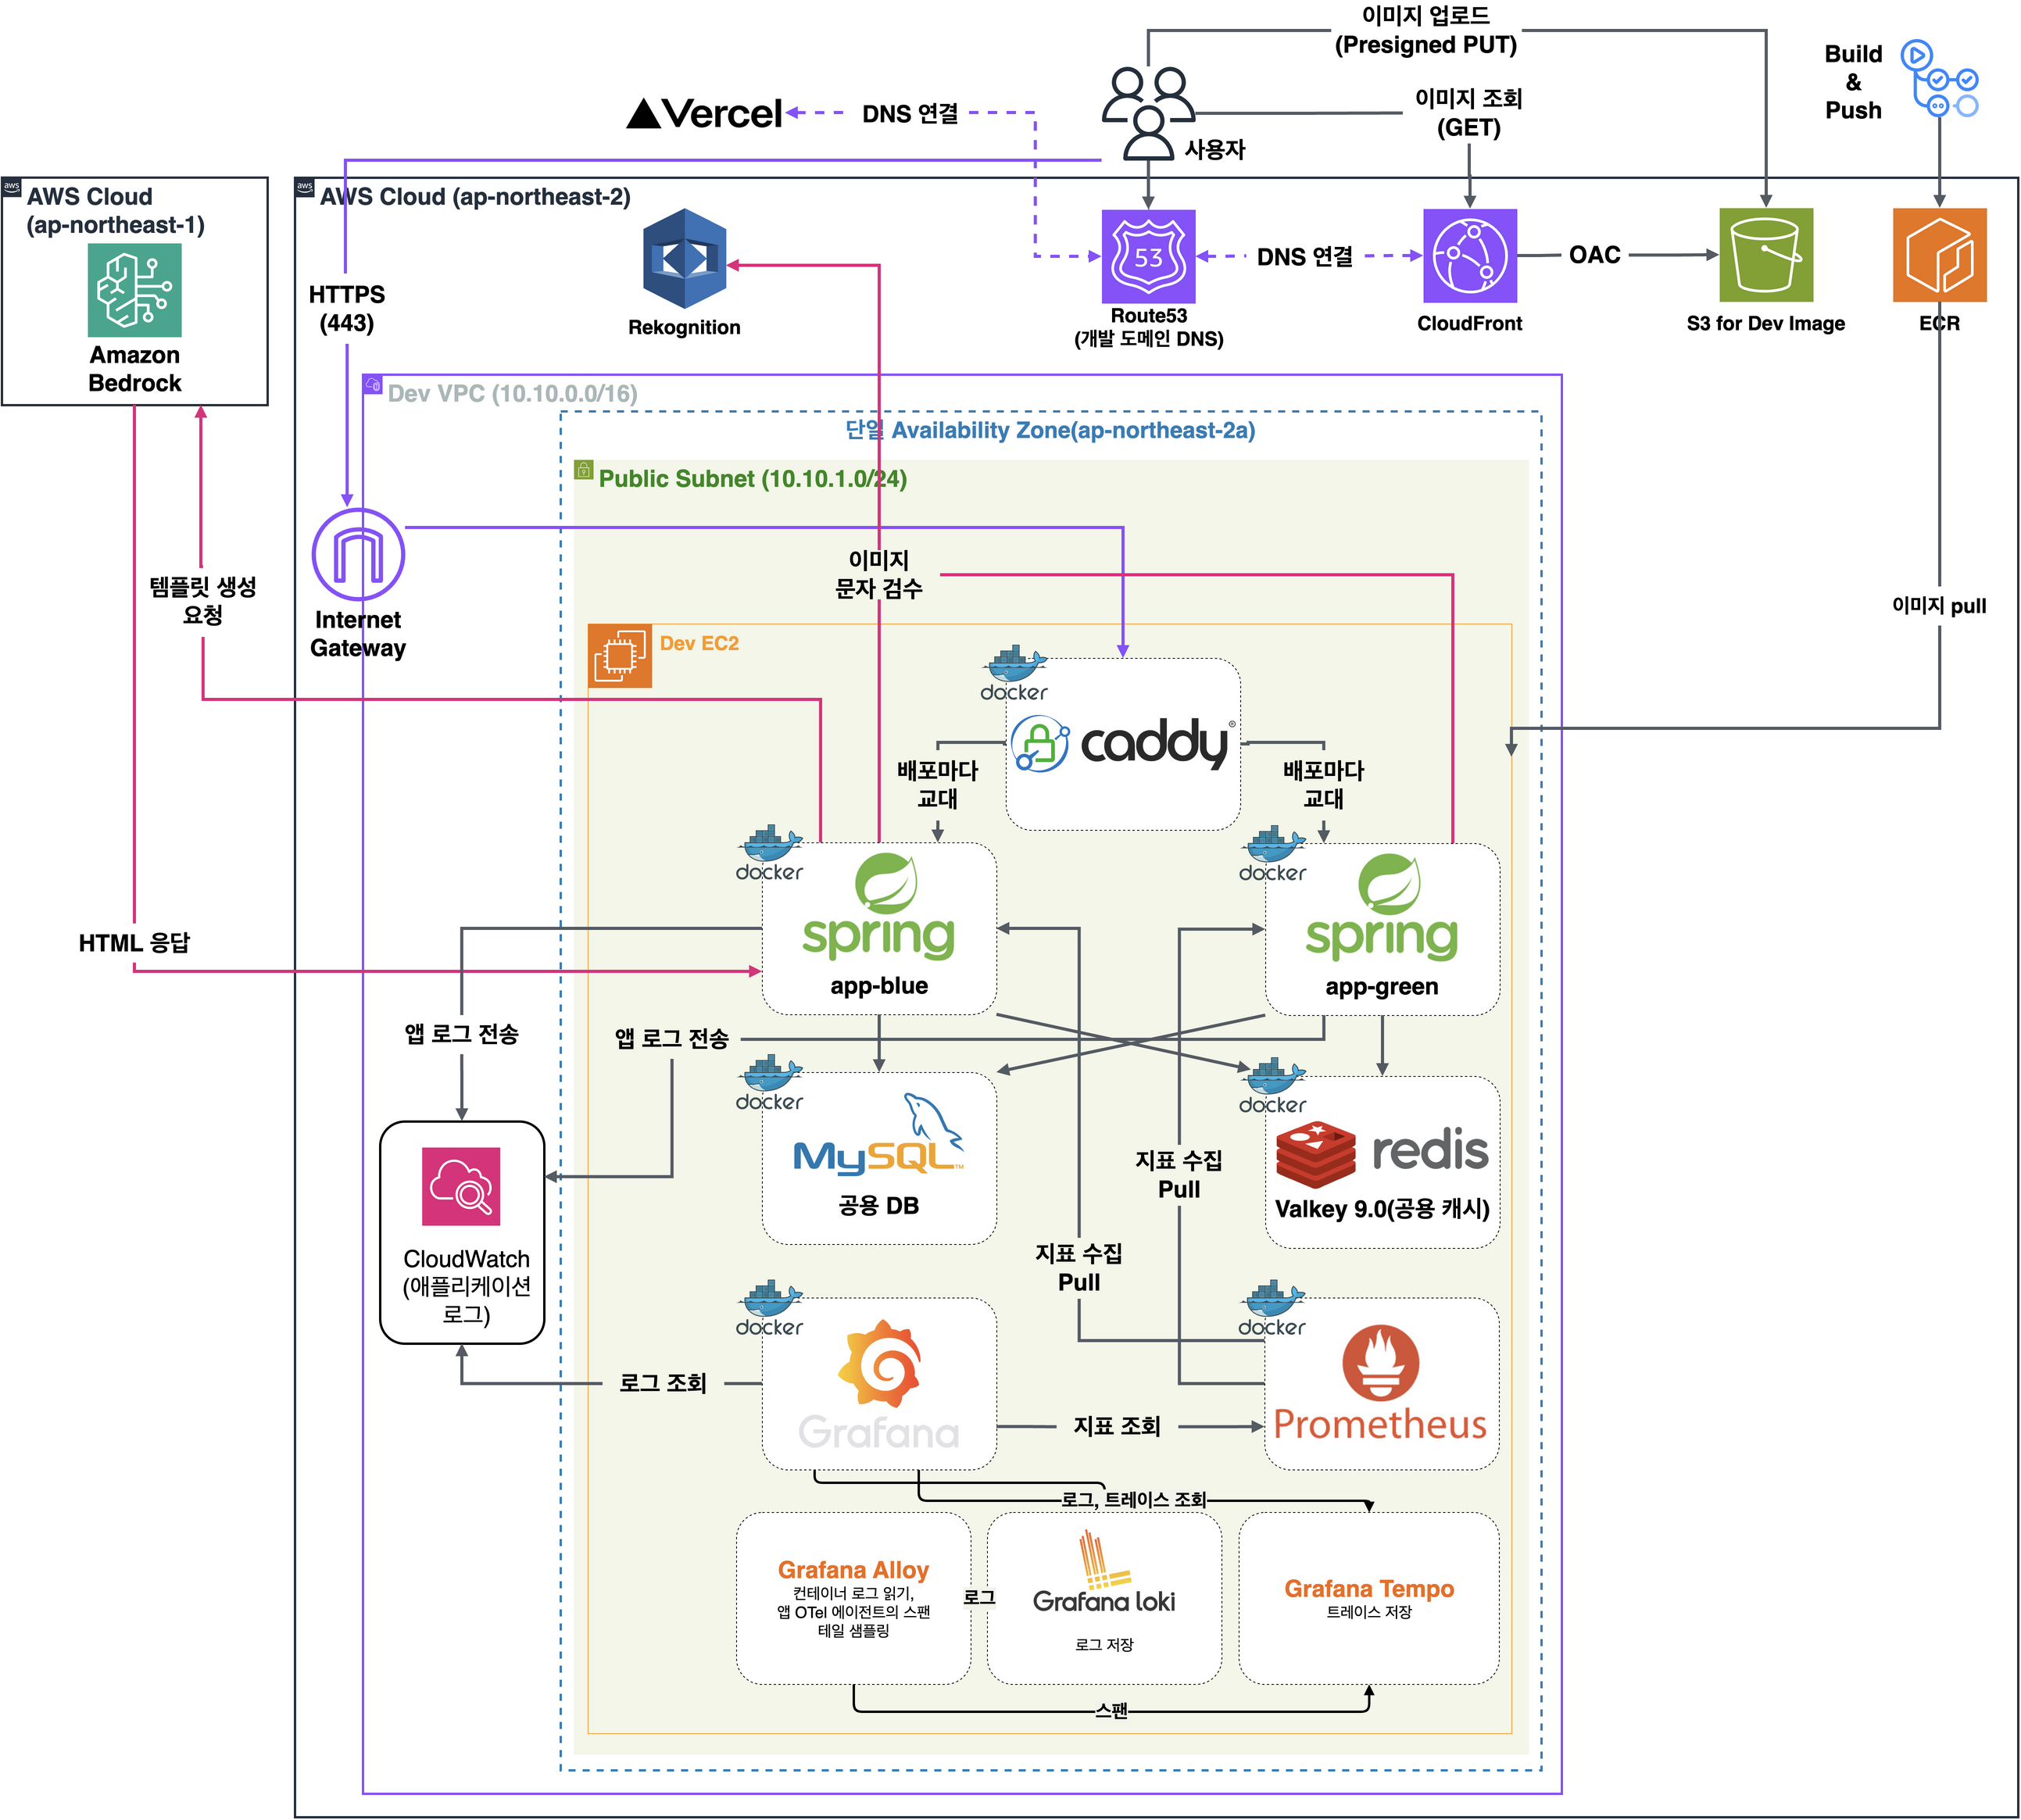 이미지 업로드
(Presigned PUT)
Build
&
Push
Vercel
DNS 연결
이미지 조회
(GET)
사용자
aws
AWS Cloud
(ap-northeast-1)
aws
AWS Cloud (ap-northeast-2)
Amazon
Bedrock
HTTPS
(443)
Rekognition
53
Route53
(개발 도메인 DNS)
DNS 연결
CloudFront
OAC
S3 for Dev Image
ECR
Dev VPC (10.10.0.0/16)
단일 Availability Zone(ap-northeast-2a)
Public Subnet (10.10.1.0/24)
이미지
문자 검수
템플릿 생성
요청
Internet
Gateway
이미지 pull
Dev EC2
docker
caddy®
배포마다
교대
배포마다
교대
docker
spring
app-blue
docker
spring
app-green
HTML 응답
앱 로그 전송
앱 로그 전송
docker
MySQL™
공용 DB
docker
redis
Valkey 9.0(공용 캐시)
지표 수집
Pull
지표 수집
Pull
CloudWatch
(애플리케이션
로그)
docker
Grafana
docker
Prometheus
로그 조회
지표 조회
로그, 트레이스 조회
Grafana Alloy
컨테이너 로그 읽기,
앱 OTel 에이전트의 스팬
테일 샘플링
로그
Grafana loki
로그 저장
Grafana Tempo
트레이스 저장
스팬